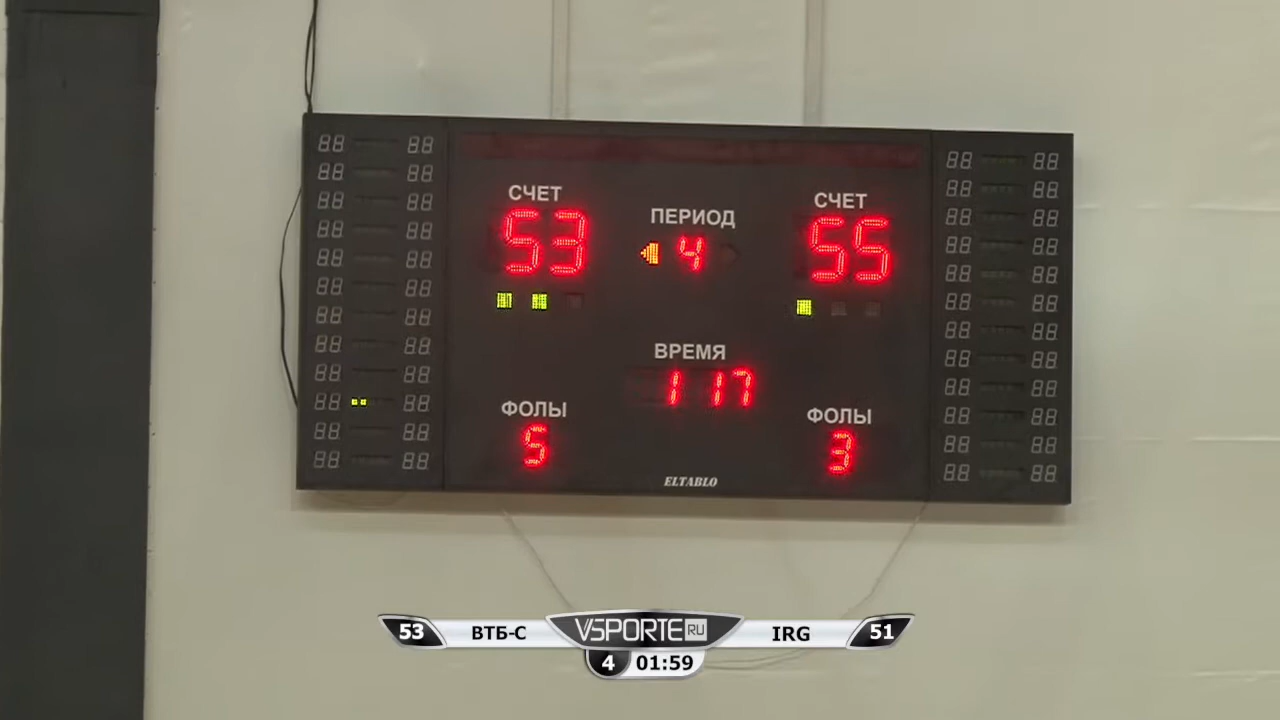 СЧЕТ
53
ПЕРИОД
4
СЧЕТ
55
ВРЕМЯ
1 17
ФОЛЫ
5
ФОЛЫ
3
ELTABLO
53 ВТБ-С VSPORTE RU IRG 51
4 01:59